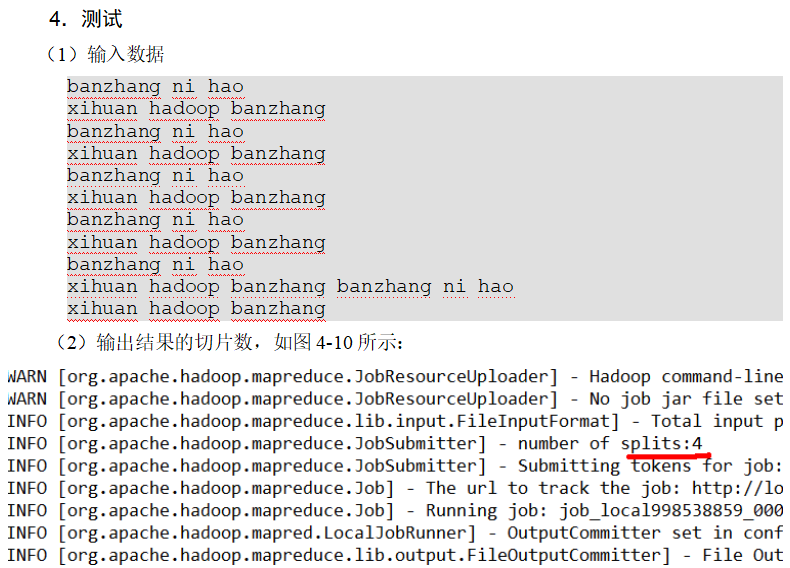 4．测试
（1）输入数据
banzhang ni hao
xihuan hadoop banzhang
banzhang ni hao
xihuan hadoop banzhang
banzhang ni hao
xihuan hadoop banzhang
banzhang ni hao
xihuan hadoop banzhang
banzhang ni hao
xihuan hadoop banzhang banzhang ni hao
xihuan hadoop banzhang
（2）输出结果的切片数，如图 4-10 所示：
WARN [org.apache.hadoop.mapreduce.JobResourceUploader] - Hadoop command-line
WARN [org.apache.hadoop.mapreduce.JobResourceUploader] - No job jar file set
INFO [org.apache.hadoop.mapreduce.lib.input.FileInputFormat] - Total input p
INFO [org.apache.hadoop.mapreduce.JobSubmitter] - number of splits:4
INFO [org.apache.hadoop.mapreduce.JobSubmitter] - Submitting tokens for job:
INFO [org.apache.hadoop.mapreduce.Job] - The url to track the job: http://lo
INFO [org.apache.hadoop.mapreduce.Job] - Running job: job_local998538859_000
INFO [org.apache.hadoop.mapred.LocalJobRunner] - OutputCommitter set in conf
INFO [org.apache.hadoop.mapreduce.lib.output.FileOutputCommitter] - File Out